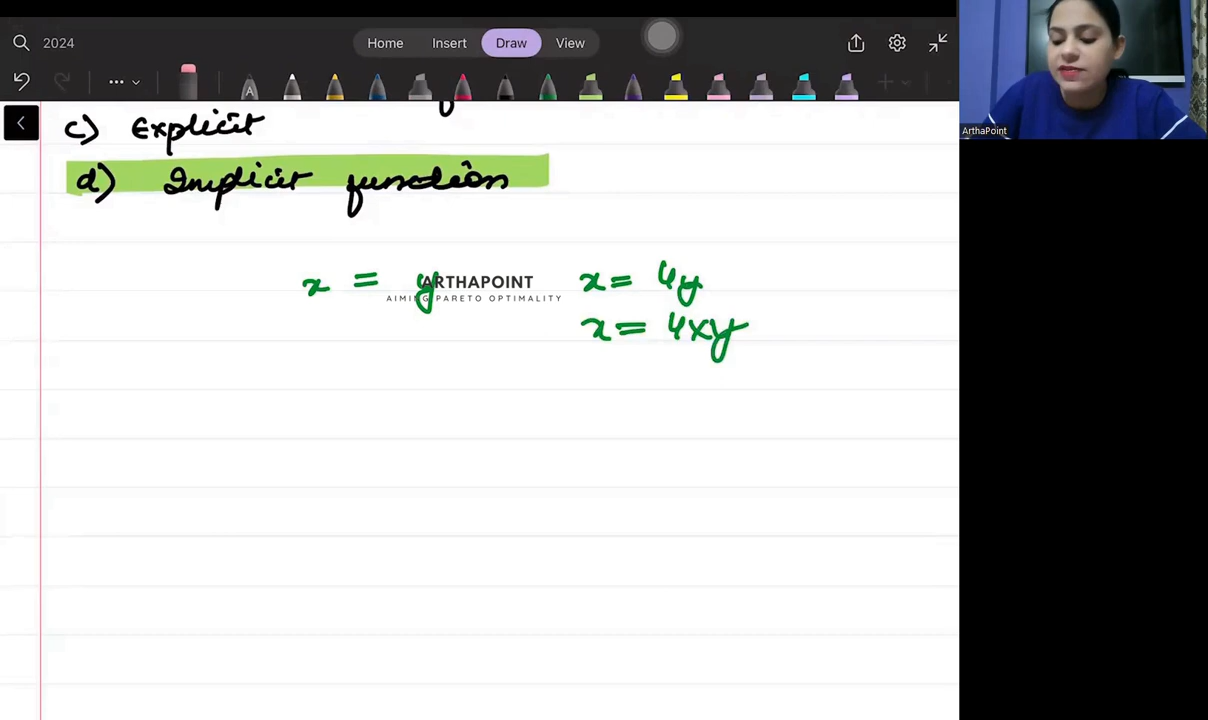 2024
Home Insert Draw View
A
ArthaPoint
c) Explicit
d) Implicit function
x = y
x = 4y
ARTHAPOINT
AIMING PARETO OPTIMALITY
x = 4xy